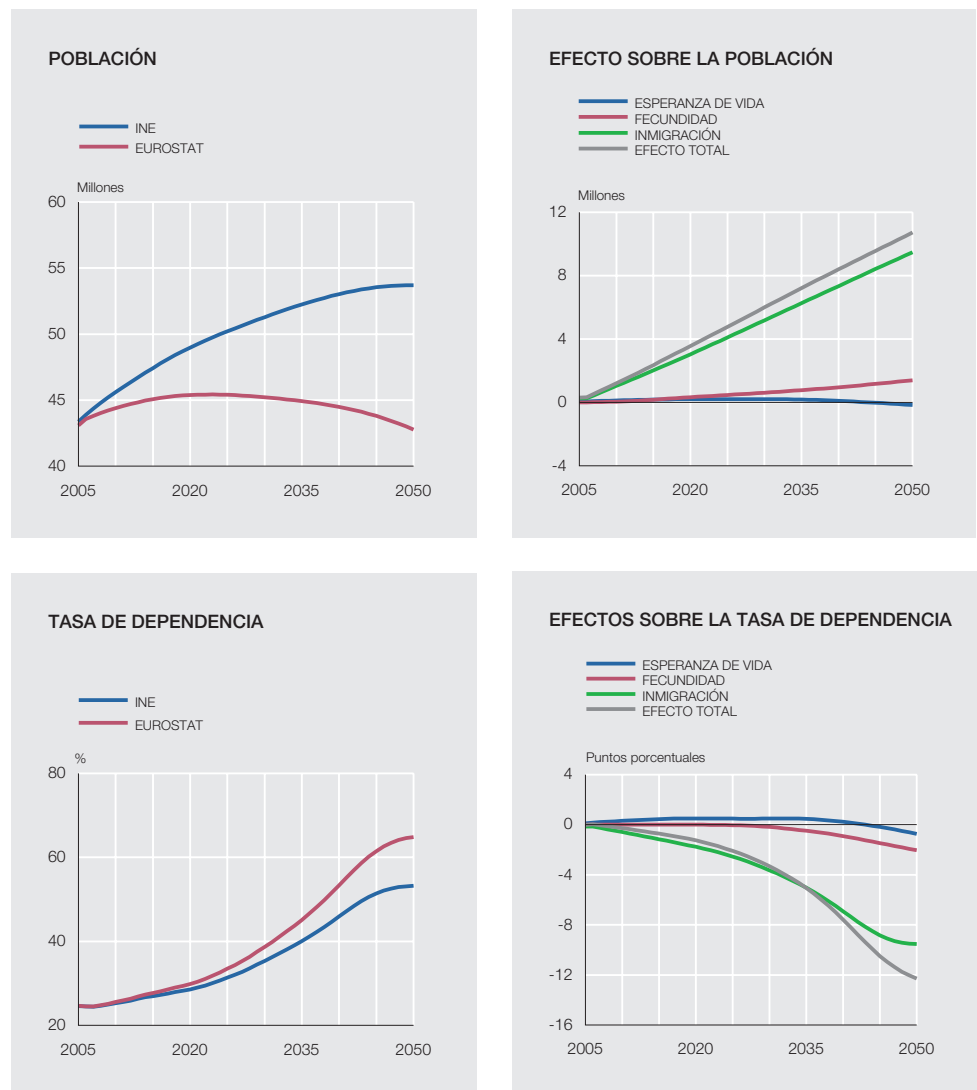 POBLACIÓN
INE
EUROSTAT
Millones
60
55
50
45
40
2005 2020 2035 2050
EFECTO SOBRE LA POBLACIÓN
ESPERANZA DE VIDA
FECUNDIDAD
INMIGRACIÓN
EFECTO TOTAL
Millones
12
8
4
0
-4
2005 2020 2035 2050
TASA DE DEPENDENCIA
INE
EUROSTAT
%
80
60
40
20
2005 2020 2035 2050
EFECTOS SOBRE LA TASA DE DEPENDENCIA
ESPERANZA DE VIDA
FECUNDIDAD
INMIGRACIÓN
EFECTO TOTAL
Puntos porcentuales
4
0
-4
-8
-12
-16
2005 2020 2035 2050